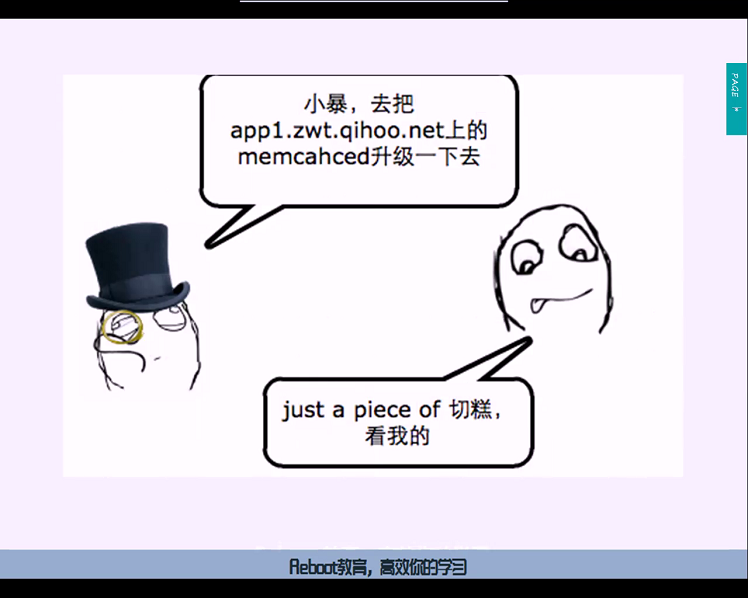 小暴，去把
app1.zwt.qihoo.net上的
memcahced升级一下去
PAGE
just a piece of 切糕，
看我的
Reboot教育，高效你的学习